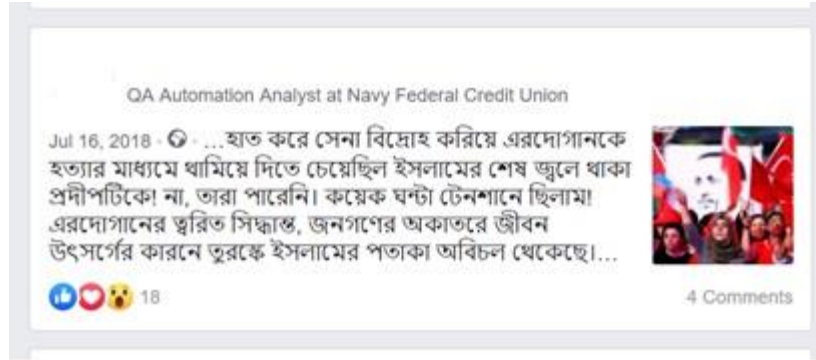 QA Automation Analyst at Navy Federal Credit Union
Jul 16, 2018 · …হাত করে সেনা বিদ্রোহ করিয়ে এরদোগানকে
হত্যার মাধ্যমে থামিয়ে দিতে চেয়েছিল ইসলামের শেষ জ্বলে থাকা
প্রদীপটিকে! না, তারা পারেনি। কয়েক ঘন্টা টেনশানে ছিলাম!
এরদোগানের ত্বরিত সিদ্ধান্ত, জনগণের অকাতরে জীবন
উৎসর্গের কারনে তুরস্কে ইসলামের পতাকা অবিচল থেকেছে।…
18
4 Comments